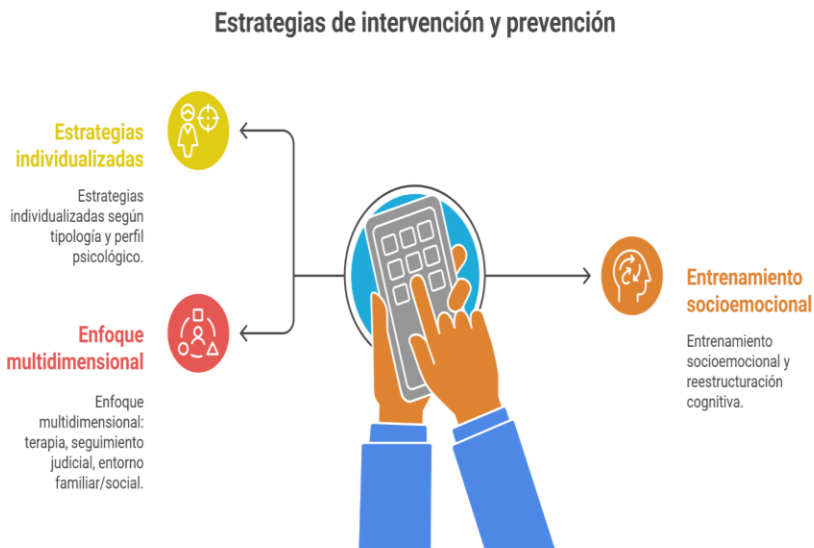 Estrategias de intervención y prevención
Estrategias
individualizadas
Estrategias
individualizadas según
tipología y perfil
psicológico.
Enfoque
multidimensional
Enfoque
multidimensional:
terapia, seguimiento
judicial, entorno
familiar/social.
Entrenamiento
socioemocional
Entrenamiento
socioemocional y
reestructuración
cognitiva.